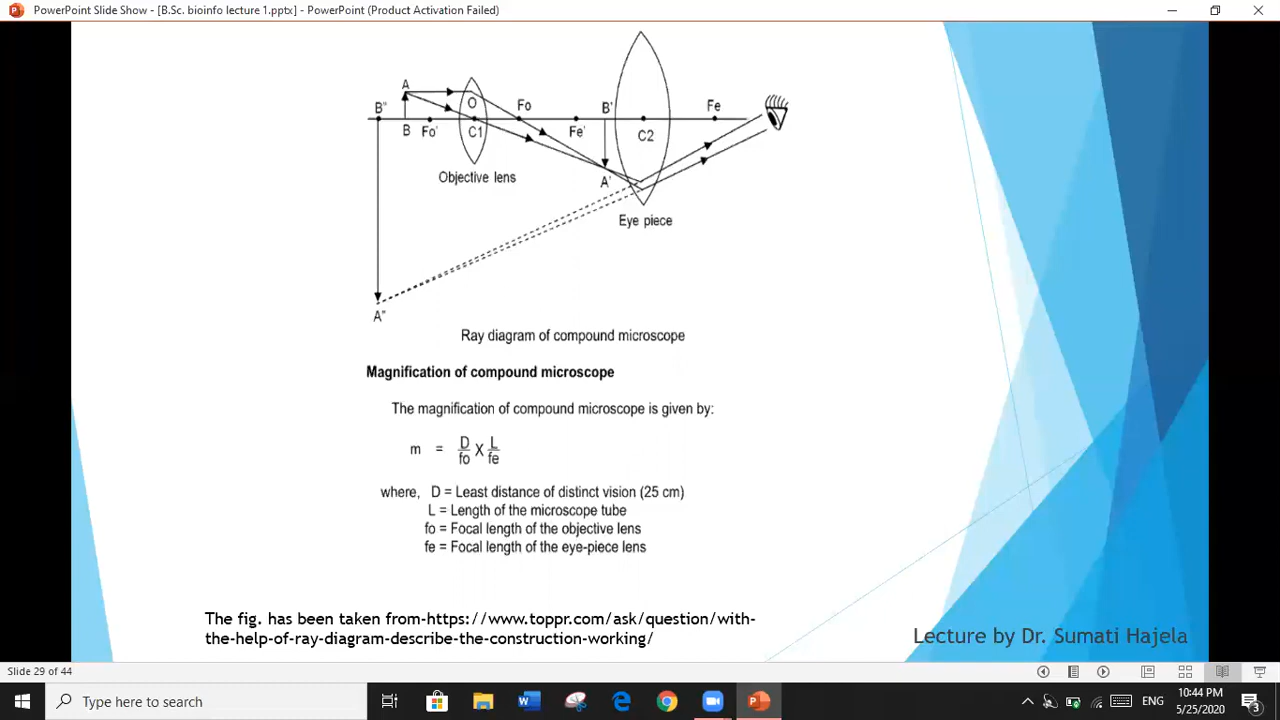 PowerPoint Slide Show - [B.Sc. bioinfo lecture 1.pptx] - PowerPoint (Product Activation Failed)
A
B"
O
Fo
B'
Fe
B
Fo'
C1
Fe'
C2
Objective lens
A'
Eye piece
A"
Ray diagram of compound microscope
Magnification of compound microscope
The magnification of compound microscope is given by:
m = D/fo X L/fe
where, D = Least distance of distinct vision (25 cm)
L = Length of the microscope tube
fo = Focal length of the objective lens
fe = Focal length of the eye-piece lens
The fig. has been taken from-https://www.toppr.com/ask/question/with-
the-help-of-ray-diagram-describe-the-construction-working/
Lecture by Dr. Sumati Hajela
Slide 29 of 44
Type here to search
ENG
10:44 PM
5/25/2020
3